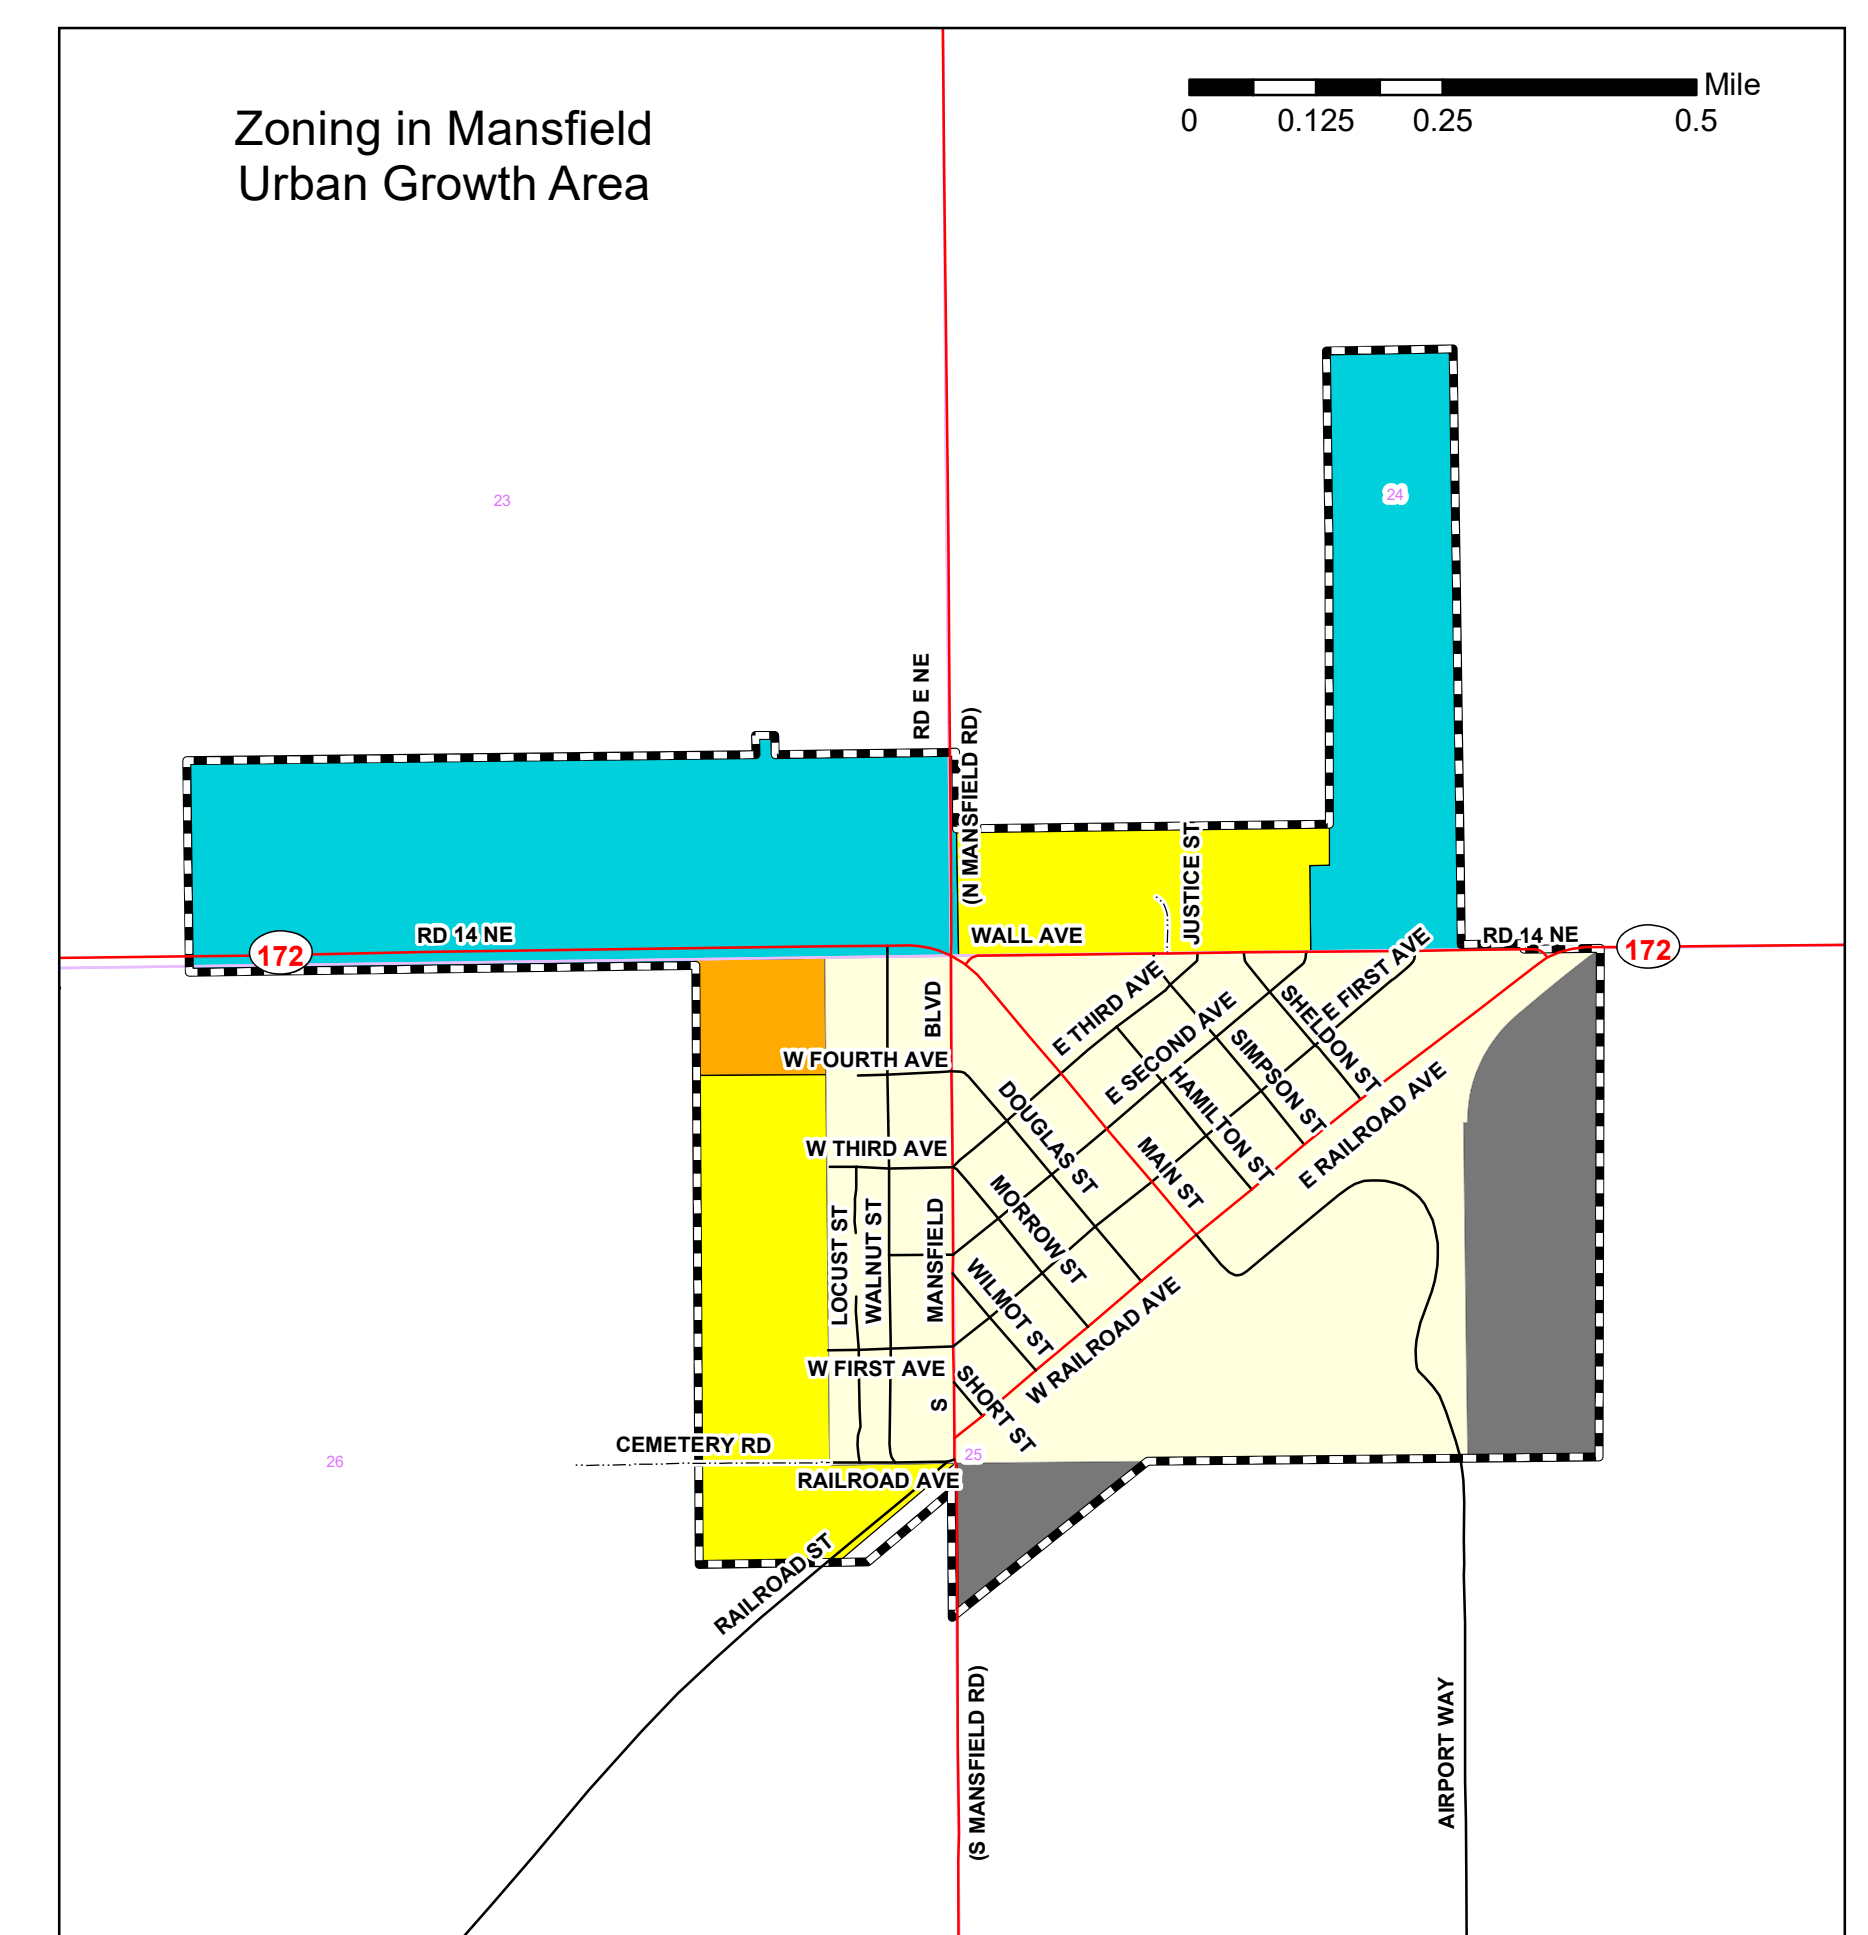 Zoning in Mansfield
Urban Growth Area
Mile
0 0.125 0.25 0.5
23
24
RD E NE
(N MANSFIELD RD)
JUSTICE ST
RD 14 NE
172
WALL AVE
RD 14 NE
172
BLVD
E THIRD AVE
E SECOND AVE
E FIRST AVE
SHELDON ST
SIMPSON ST
HAMILTON ST
W FOURTH AVE
DOUGLAS ST
MAIN ST
E RAILROAD AVE
W THIRD AVE
MORROW ST
LOCUST ST
WALNUT ST
MANSFIELD
WILMOT ST
W RAILROAD AVE
W FIRST AVE
S
SHORT ST
CEMETERY RD
25
26
RAILROAD AVE
RAILROAD ST
(S MANSFIELD RD)
AIRPORT WAY